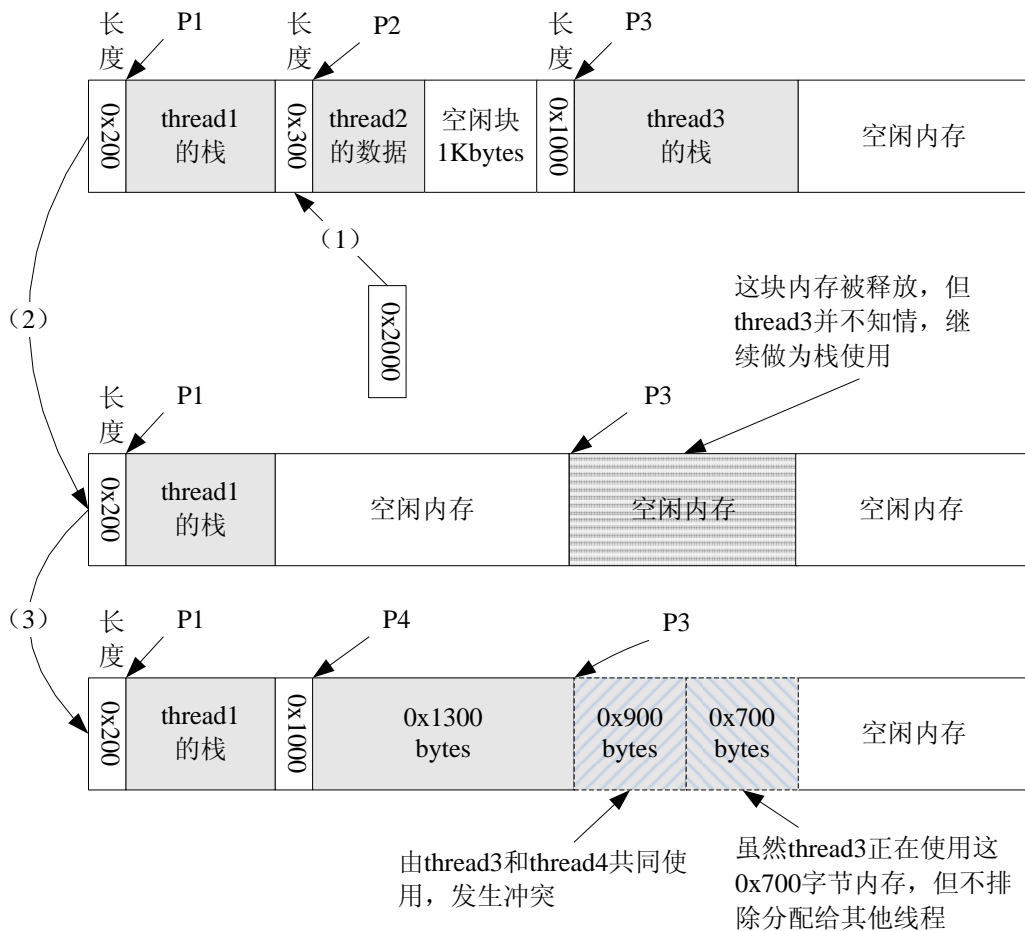 长度
P1
长度
P2
长度
P3
0x200
thread1
的栈
0x300
thread2
的数据
空闲块
1Kbytes
0x1000
thread3
的栈
空闲内存
（1）
0x2000
（2）
这块内存被释放，但
thread3并不知情，继
续做为栈使用
长度
P1
P3
0x200
thread1
的栈
空闲内存
空闲内存
空闲内存
（3）
长度
P1
P4
P3
0x200
thread1
的栈
0x1000
0x1300
bytes
0x900
bytes
0x700
bytes
空闲内存
由thread3和thread4共同使
用，发生冲突
虽然thread3正在使用这
0x700字节内存，但不排
除分配给其他线程